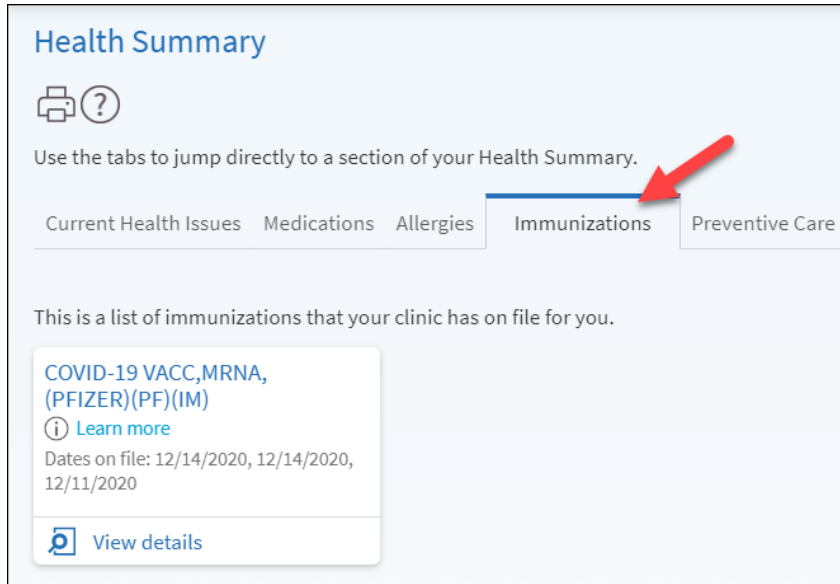 Health Summary
?
Use the tabs to jump directly to a section of your Health Summary.
Current Health Issues Medications Allergies Immunizations Preventive Care
This is a list of immunizations that your clinic has on file for you.
COVID-19 VACC,MRNA,
(PFIZER)(PF)(IM)
i Learn more
Dates on file: 12/14/2020, 12/14/2020,
12/11/2020
View details